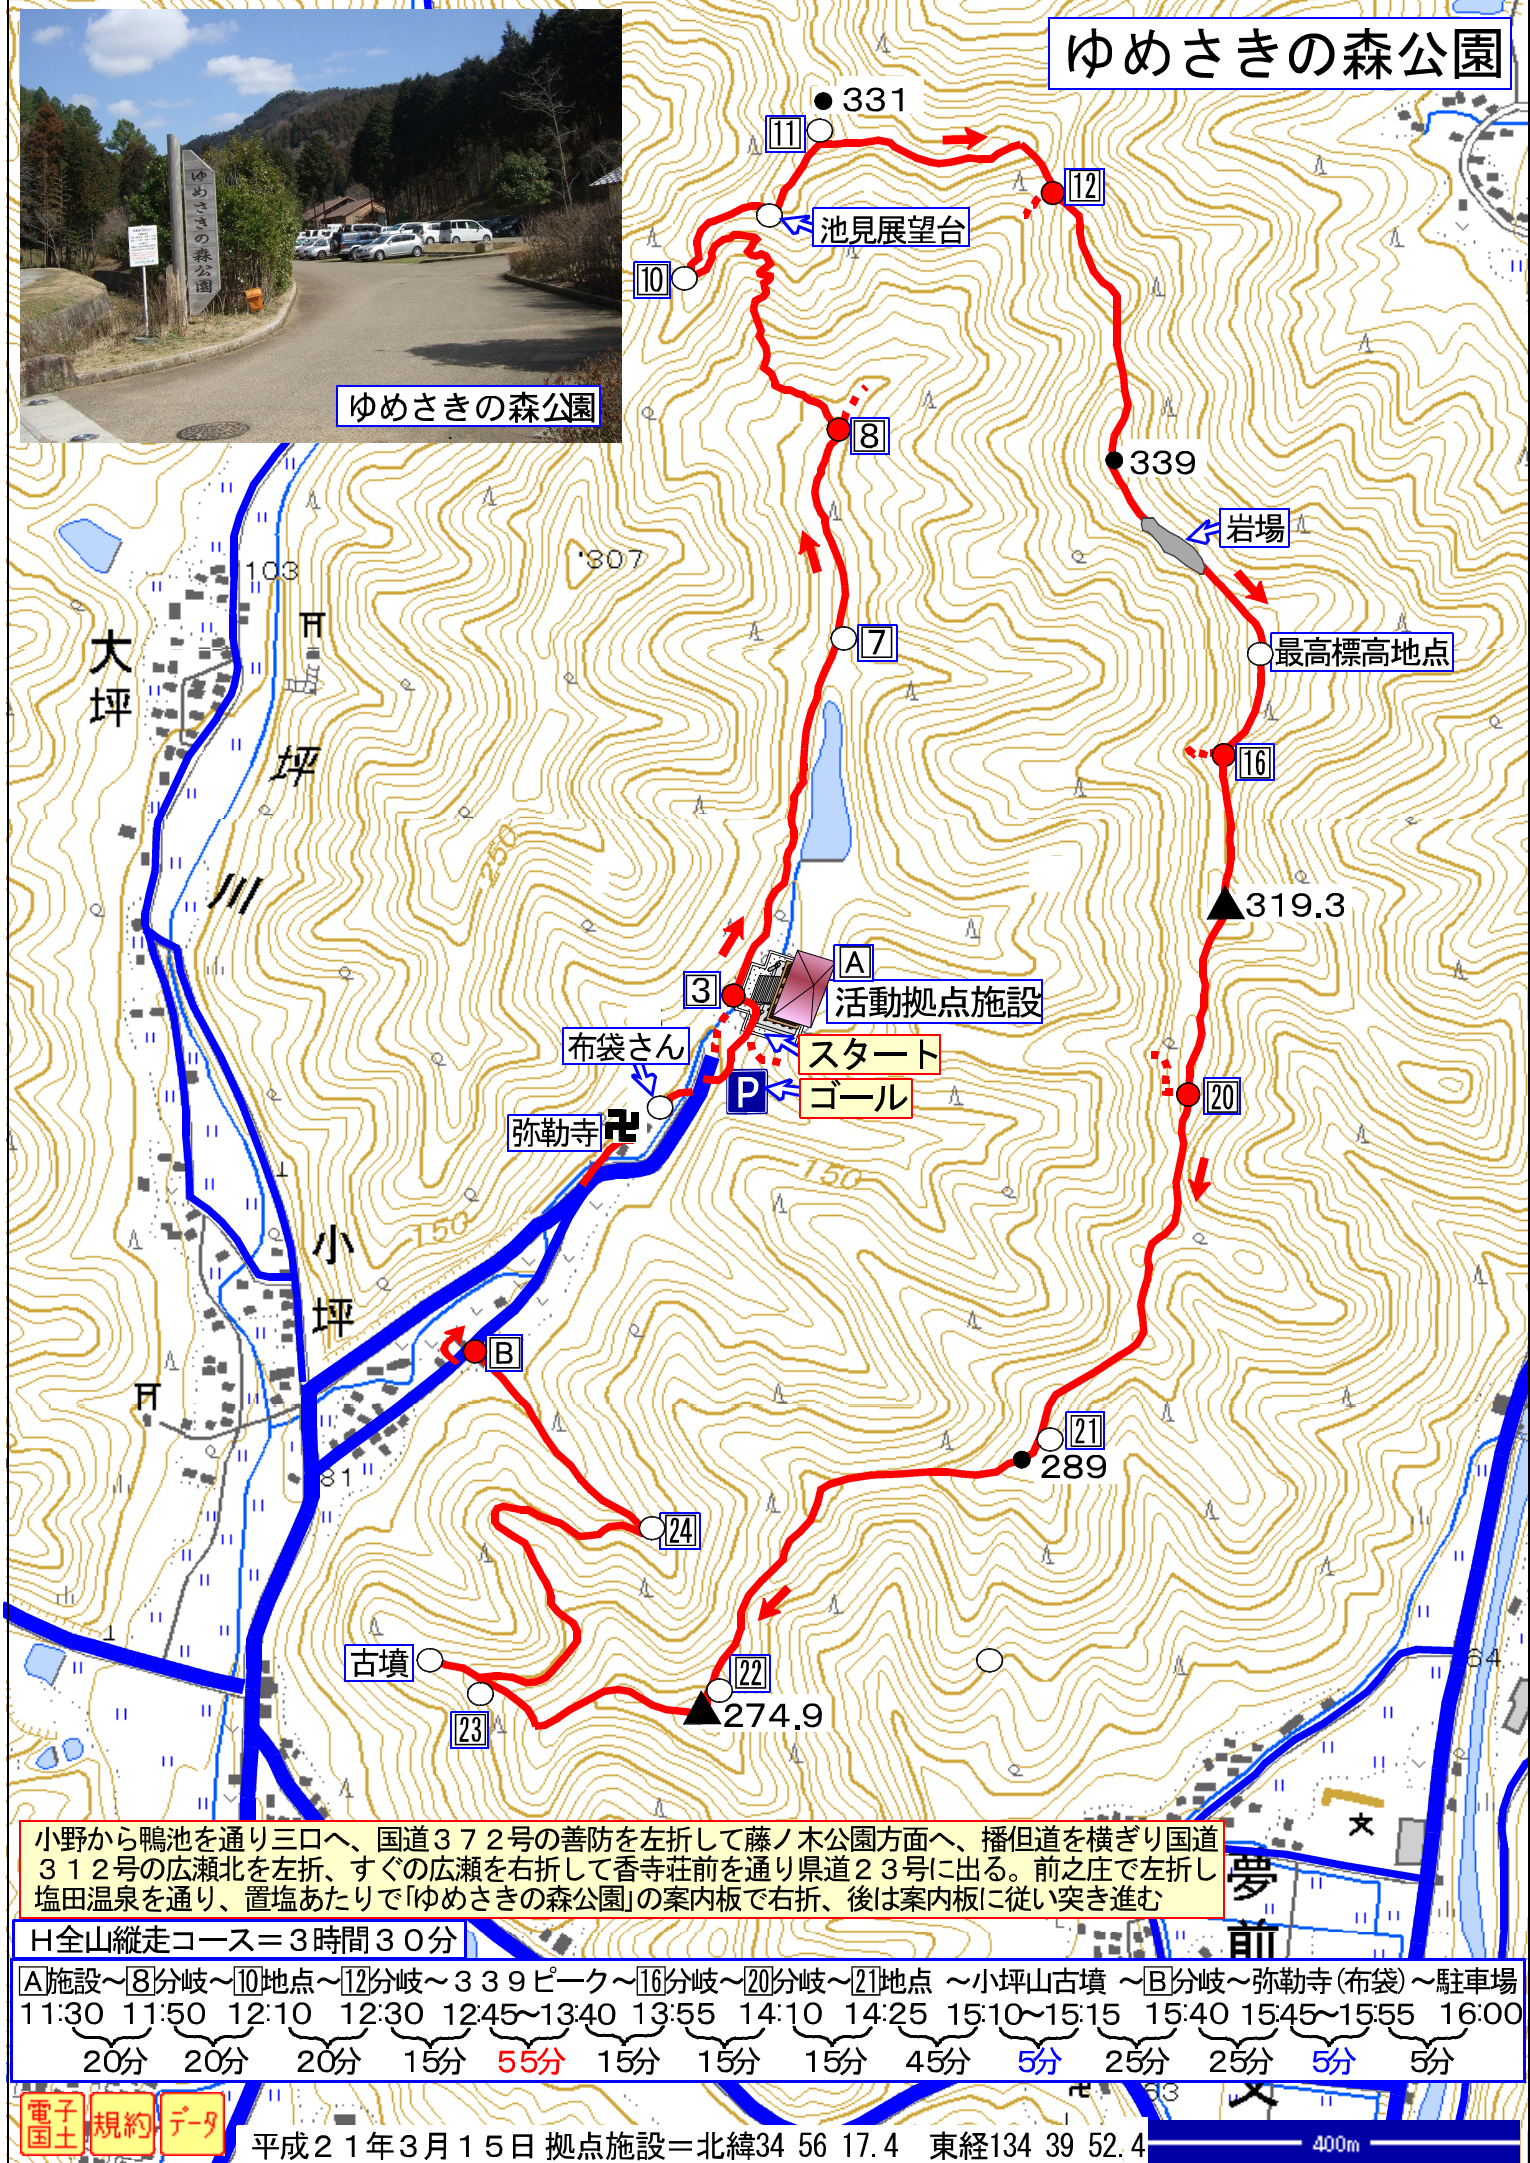 ゆめさきの森公園
ゆめさきの森公園
ゆめさきの森公園
331
11
12
池見展望台
10
8
339
岩場
307
103
大坪
坪
川
7
最高標高地点
16
250
319.3
A
3
活動拠点施設
布袋さん
スタート
P
ゴール
20
弥勒寺
150
150
小坪
B
21
289
81
24
古墳
22
274.9
23
64
小野から鴨池を通り三口へ、国道372号の善防を左折して藤ノ木公園方面へ、播但道を横ぎり国道
312号の広瀬北を左折、すぐの広瀬を右折して香寺荘前を通り県道23号に出る。前之庄で左折し
塩田温泉を通り、置塩あたりで「ゆめさきの森公園」の案内板で右折、後は案内板に従い突き進む
夢前
H全山縦走コース=3時間30分
A施設～8分岐～10地点～12分岐～339ピーク～16分岐～20分岐～21地点 ～小坪山古墳 ～B分岐～弥勒寺(布袋)～駐車場
11:30 11:50 12:10 12:30 12:45～13:40 13:55 14:10 14:25 15:10～15:15 15:40 15:45～15:55 16:00
20分 20分 20分 15分 55分 15分 15分 15分 45分 5分 25分 25分 5分 5分
電子国土 規約 データ
平成21年3月15日 拠点施設=北緯34 56 17.4 東経134 39 52.4
400m